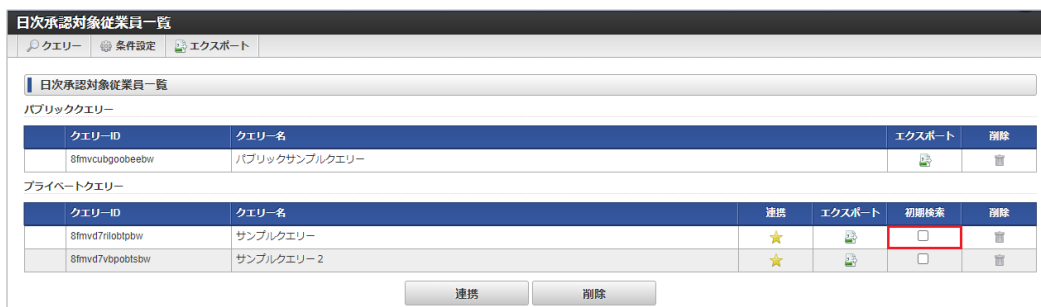 日次承認対象従業員一覧
クエリー 条件設定 エクスポート
日次承認対象従業員一覧
パブリッククエリー
クエリーID クエリー名 エクスポート 削除
8fmvcubgoobeebw パブリックサンプルクエリー
プライベートクエリー
クエリーID クエリー名 連携 エクスポート 初期検索 削除
8fmvd7rilobtpbw サンプルクエリー
8fmvd7vbpobtsbw サンプルクエリー2
連携 削除